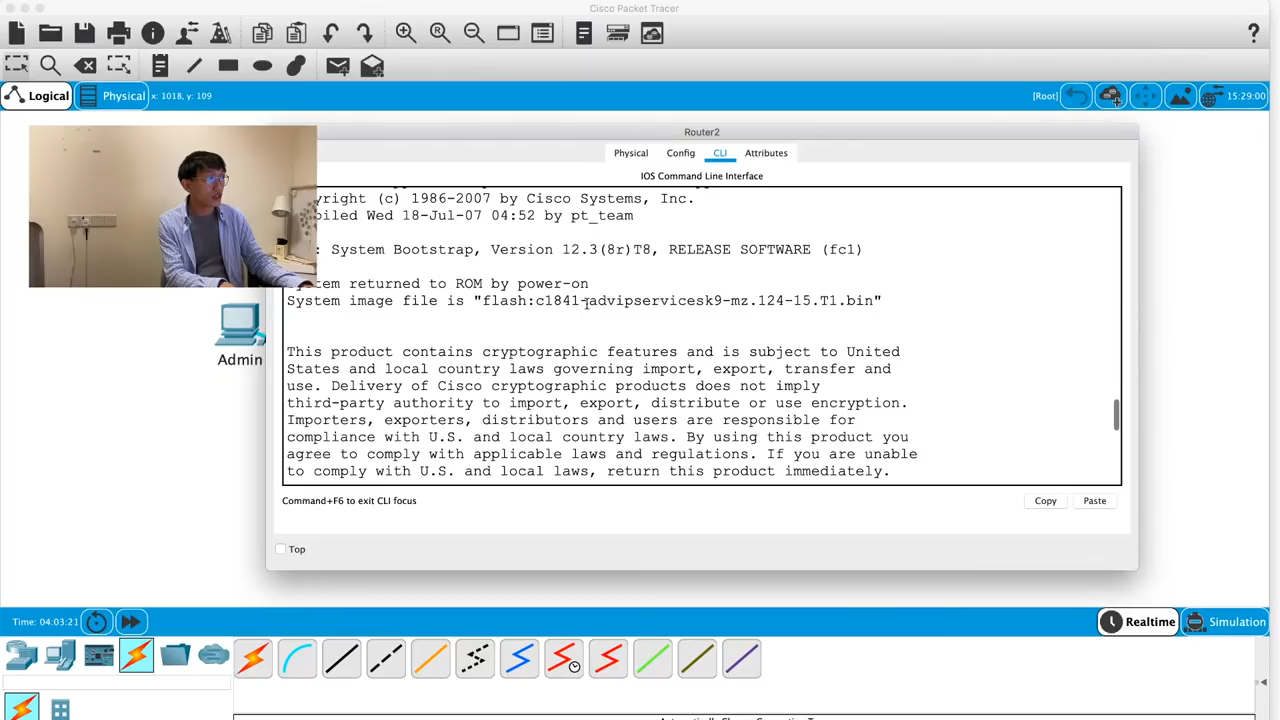 Cisco Packet Tracer
?
Logical
Physical
x: 1018, y: 109
[Root]
15:29:00
Router2
Physical
Config
CLI
Attributes
IOS Command Line Interface
yright (c) 1986-2007 by Cisco Systems, Inc.
piled Wed 18-Jul-07 04:52 by pt_team
: System Bootstrap, Version 12.3(8r)T8, RELEASE SOFTWARE (fc1)
tem returned to ROM by power-on
System image file is "flash:c1841-advipservicesk9-mz.124-15.T1.bin"
This product contains cryptographic features and is subject to United
States and local country laws governing import, export, transfer and
use. Delivery of Cisco cryptographic products does not imply
third-party authority to import, export, distribute or use encryption.
Importers, exporters, distributors and users are responsible for
compliance with U.S. and local country laws. By using this product you
agree to comply with applicable laws and regulations. If you are unable
to comply with U.S. and local laws, return this product immediately.
Admin
Command+F6 to exit CLI focus
Copy
Paste
Top
Time: 04:03:21
Realtime
Simulation